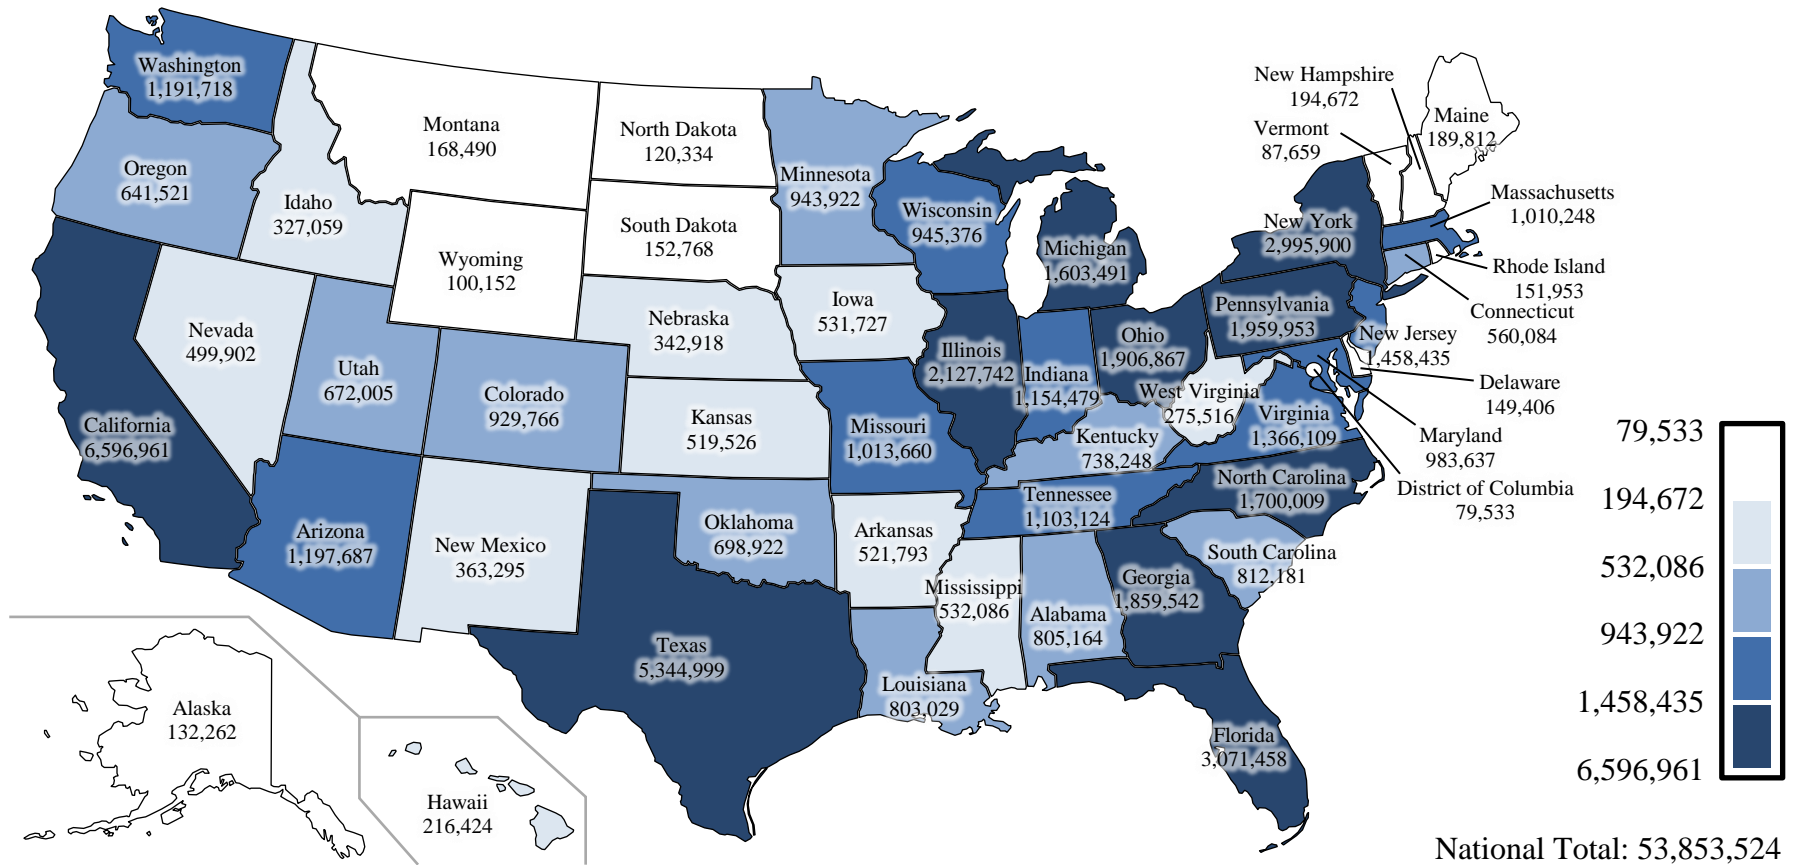 Washington
1,191,718
Oregon
641,521
Idaho
327,059
Montana
168,490
North Dakota
120,334
Minnesota
943,922
South Dakota
152,768
Wyoming
100,152
Wisconsin
945,376
Michigan
1,603,491
New York
2,995,900
New Hampshire
194,672
Vermont
87,659
Maine
189,812
Massachusetts
1,010,248
Rhode Island
151,953
Connecticut
560,084
New Jersey
1,458,435
Delaware
149,406
Maryland
983,637
District of Columbia
79,533
Pennsylvania
1,959,953
Ohio
1,906,867
Indiana
1,154,479
Illinois
2,127,742
Iowa
531,727
Nebraska
342,918
Nevada
499,902
Utah
672,005
Colorado
929,766
Kansas
519,526
Missouri
1,013,660
Kentucky
738,248
West Virginia
275,516
Virginia
1,366,109
California
6,596,961
Arizona
1,197,687
New Mexico
363,295
Oklahoma
698,922
Arkansas
521,793
Tennessee
1,103,124
North Carolina
1,700,009
South Carolina
812,181
Georgia
1,859,542
Alabama
805,164
Mississippi
532,086
Louisiana
803,029
Texas
5,344,999
Florida
3,071,458
Alaska
132,262
Hawaii
216,424
79,533
194,672
532,086
943,922
1,458,435
6,596,961
National Total: 53,853,524